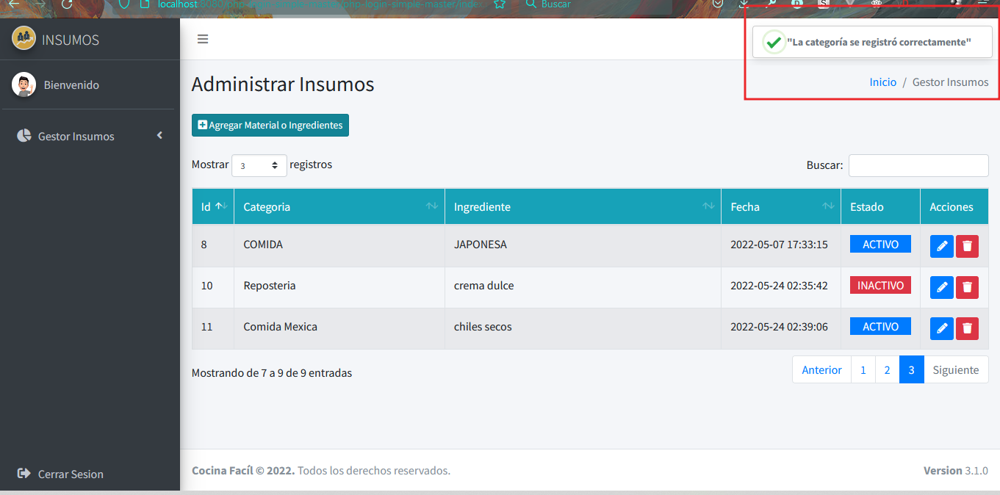 localhost:8080/php-login-simple-master/php-login-simple-master/index
Buscar
INSUMOS
"La categoría se registró correctamente"
Bienvenido
Administrar Insumos
Inicio / Gestor Insumos
Agregar Material o Ingredientes
Gestor Insumos
Mostrar 3 registros
Buscar:
Id Categoria Ingrediente Fecha Estado Acciones
8 COMIDA JAPONESA 2022-05-07 17:33:15 ACTIVO
10 Reposteria crema dulce 2022-05-24 02:35:42 INACTIVO
11 Comida Mexica chiles secos 2022-05-24 02:39:06 ACTIVO
Mostrando de 7 a 9 de 9 entradas
Anterior 1 2 3 Siguiente
Cerrar Sesion
Cocina Facíl © 2022. Todos los derechos reservados.
Version 3.1.0